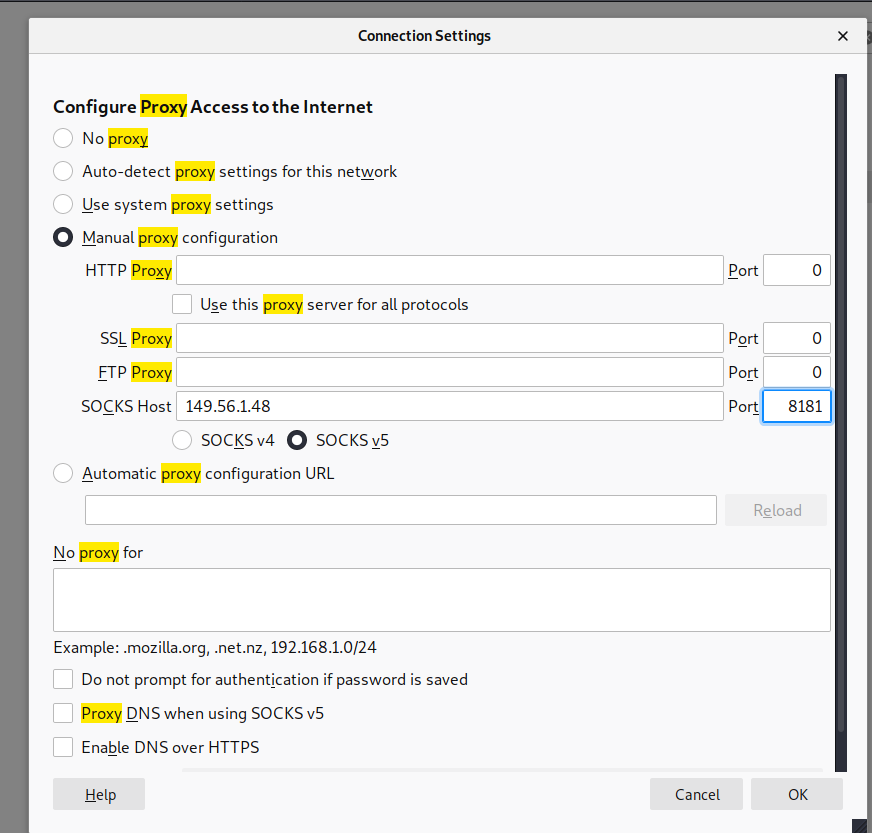 Connection Settings
Configure Proxy Access to the Internet
No proxy
Auto-detect proxy settings for this network
Use system proxy settings
Manual proxy configuration
HTTP Proxy Port 0
Use this proxy server for all protocols
SSL Proxy Port 0
FTP Proxy Port 0
SOCKS Host 149.56.1.48 Port 8181
SOCKS v4 SOCKS v5
Automatic proxy configuration URL
Reload
No proxy for
Example: .mozilla.org, .net.nz, 192.168.1.0/24
Do not prompt for authentication if password is saved
Proxy DNS when using SOCKS v5
Enable DNS over HTTPS
Help Cancel OK